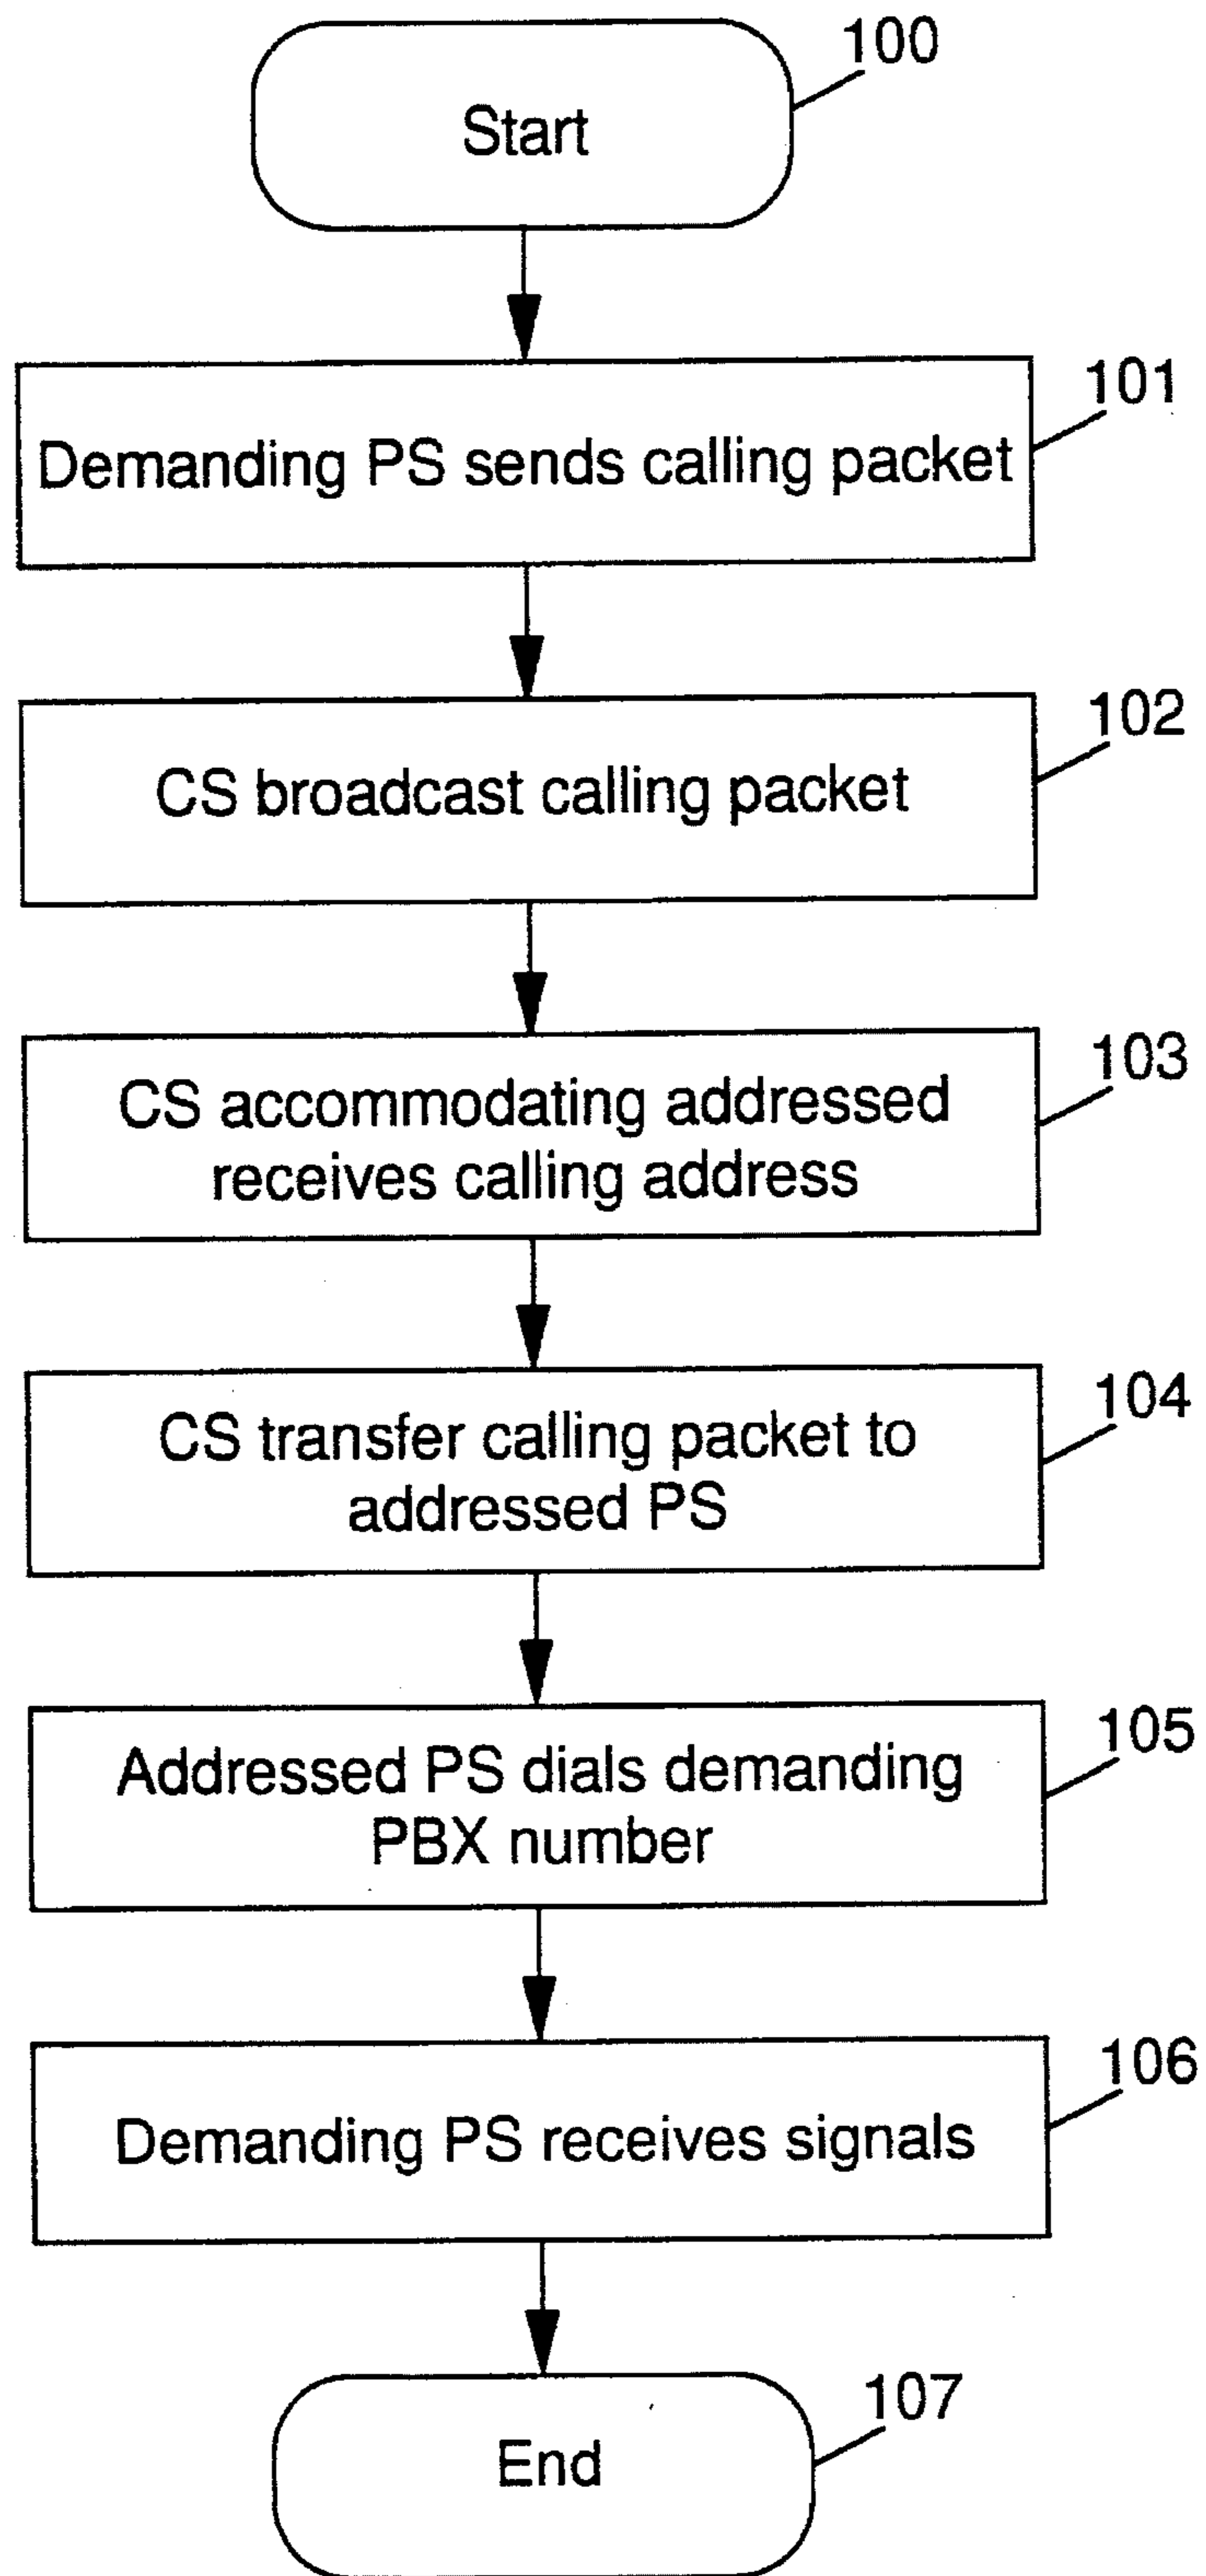 100
Start
101
Demanding PS sends calling packet
102
CS broadcast calling packet
103
CS accommodating addressed
receives calling address
104
CS transfer calling packet to
addressed PS
105
Addressed PS dials demanding
PBX number
106
Demanding PS receives signals
107
End